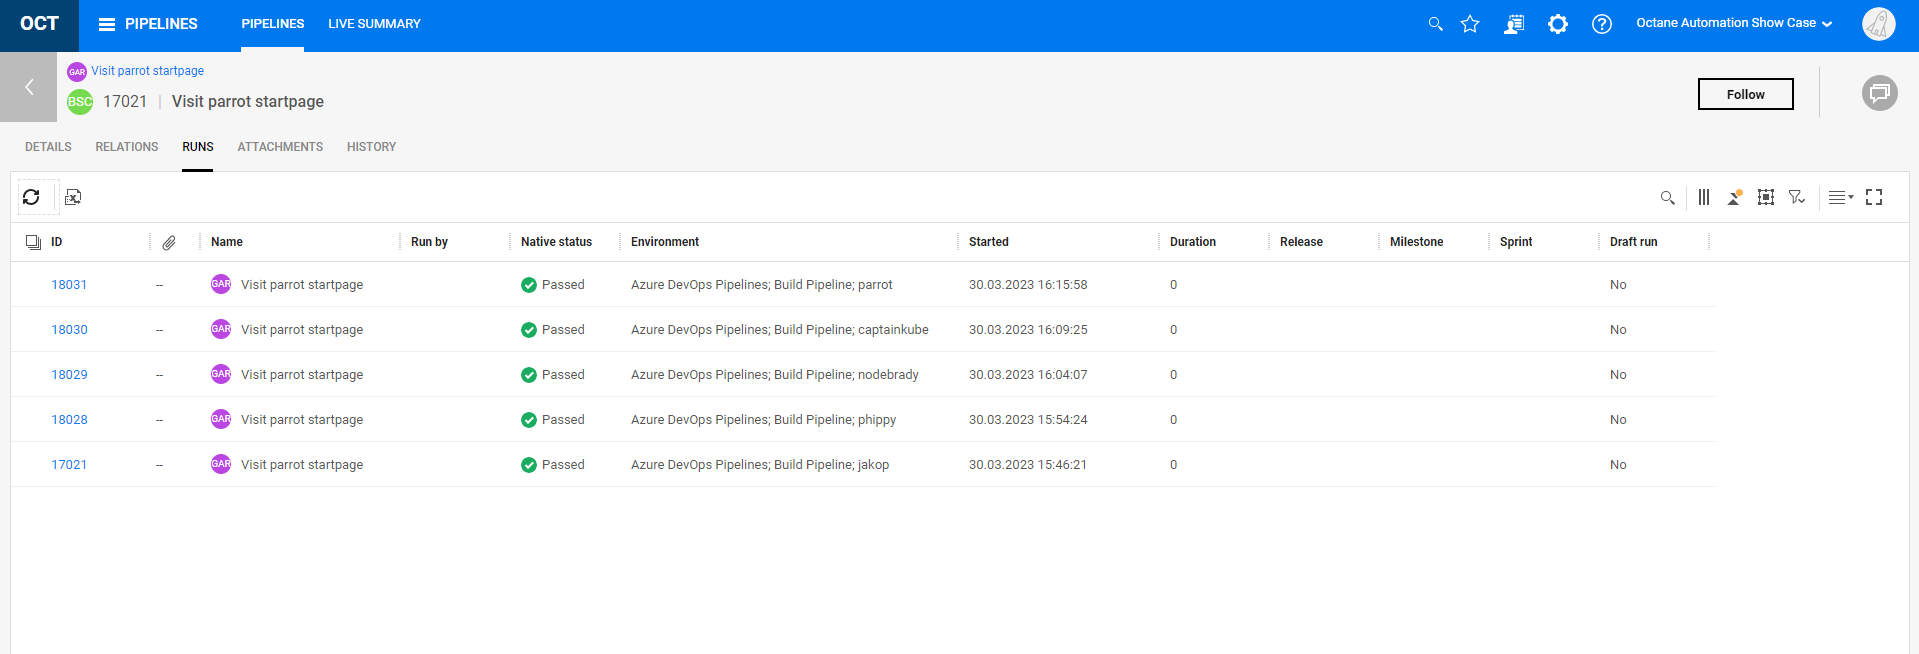 OCT PIPELINES PIPELINES LIVE SUMMARY Octane Automation Show Case
GAR Visit parrot startpage
BSC 17021 | Visit parrot startpage Follow
DETAILS RELATIONS RUNS ATTACHMENTS HISTORY
ID Name Run by Native status Environment Started Duration Release Milestone Sprint Draft run
18031 -- GAR Visit parrot startpage Passed Azure DevOps Pipelines; Build Pipeline; parrot 30.03.2023 16:15:58 0 No
18030 -- GAR Visit parrot startpage Passed Azure DevOps Pipelines; Build Pipeline; captainkube 30.03.2023 16:09:25 0 No
18029 -- GAR Visit parrot startpage Passed Azure DevOps Pipelines; Build Pipeline; nodebrady 30.03.2023 16:04:07 0 No
18028 -- GAR Visit parrot startpage Passed Azure DevOps Pipelines; Build Pipeline; phippy 30.03.2023 15:54:24 0 No
17021 -- GAR Visit parrot startpage Passed Azure DevOps Pipelines; Build Pipeline; jakop 30.03.2023 15:46:21 0 No